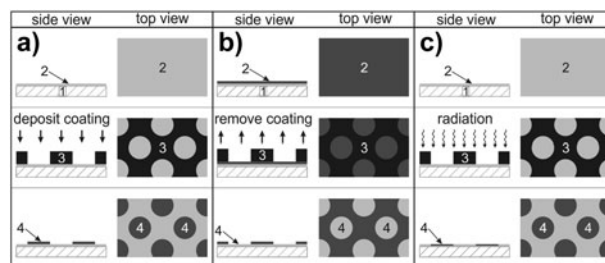 side view top view side view top view side view top view
a) b) c)
2 2 2 2 2 2
1 1 1
deposit coating remove coating radiation
3 3 3 3 3 3
4 4 4 4 4 4 4 4 4